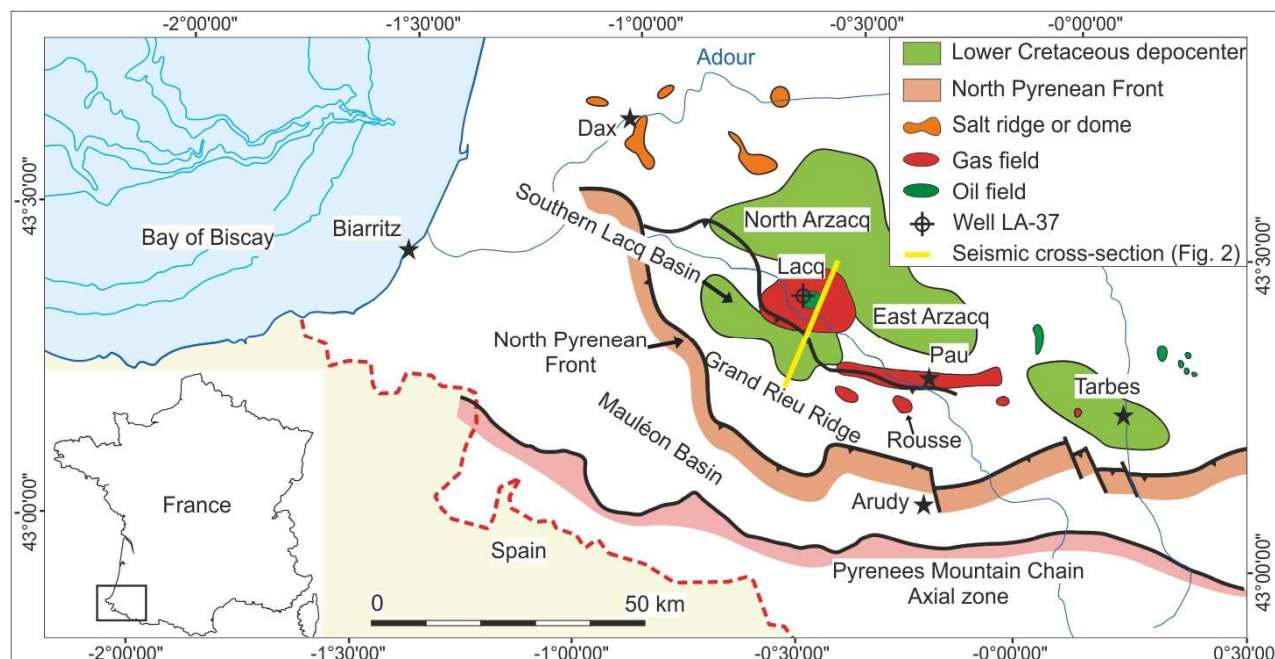 -2°00'00"
-1°30'00"
-1°00'00"
-0°30'00"
-0°00'00"
Adour
Lower Cretaceous depocenter
North Pyrenean Front
Salt ridge or dome
Gas field
Oil field
Well LA-37
Seismic cross-section (Fig. 2)
Dax
-43°30'00"
43°30'00"
Southern Lacq Basin
North Arzacq
Bay of Biscay
Biarritz
Lacq
East Arzacq
North Pyrenean
Front
Pau
Grand Rieu Ridge
Tarbes
Mauléon Basin
Rousse
France
Arudy
43°00'00"
43°00'00"
Spain
Pyrenees Mountain Chain
Axial zone
0
50 km
-2°00'00"
-1°30'00"
-1°00'00"
-0°30'00"
-0°00'00"
0:30'00"